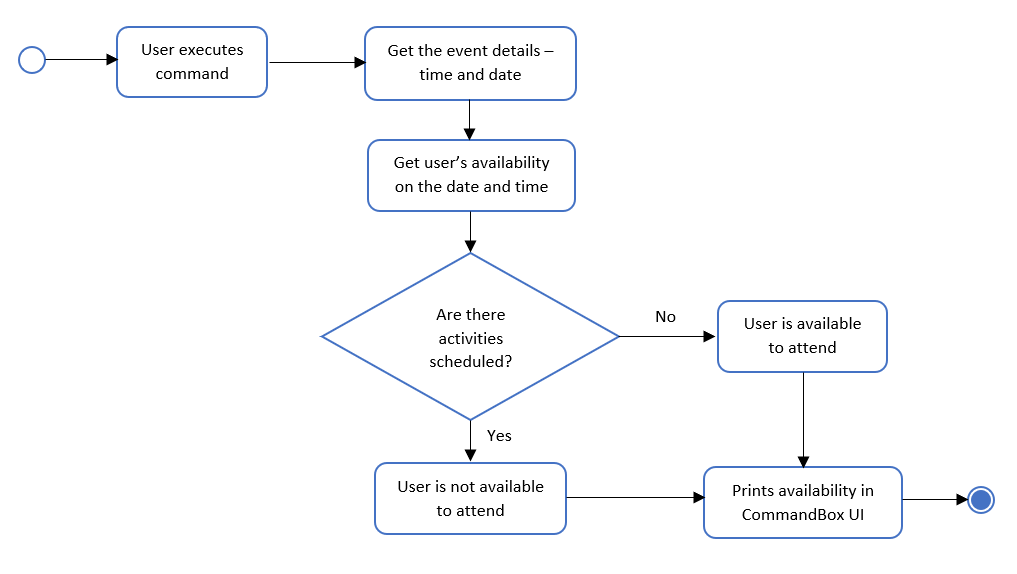 User executes
command
Get the event details –
time and date
Get user’s availability
on the date and time
Are there
activities
scheduled?
No
User is available
to attend
Yes
User is not available
to attend
Prints availability in
CommandBox UI